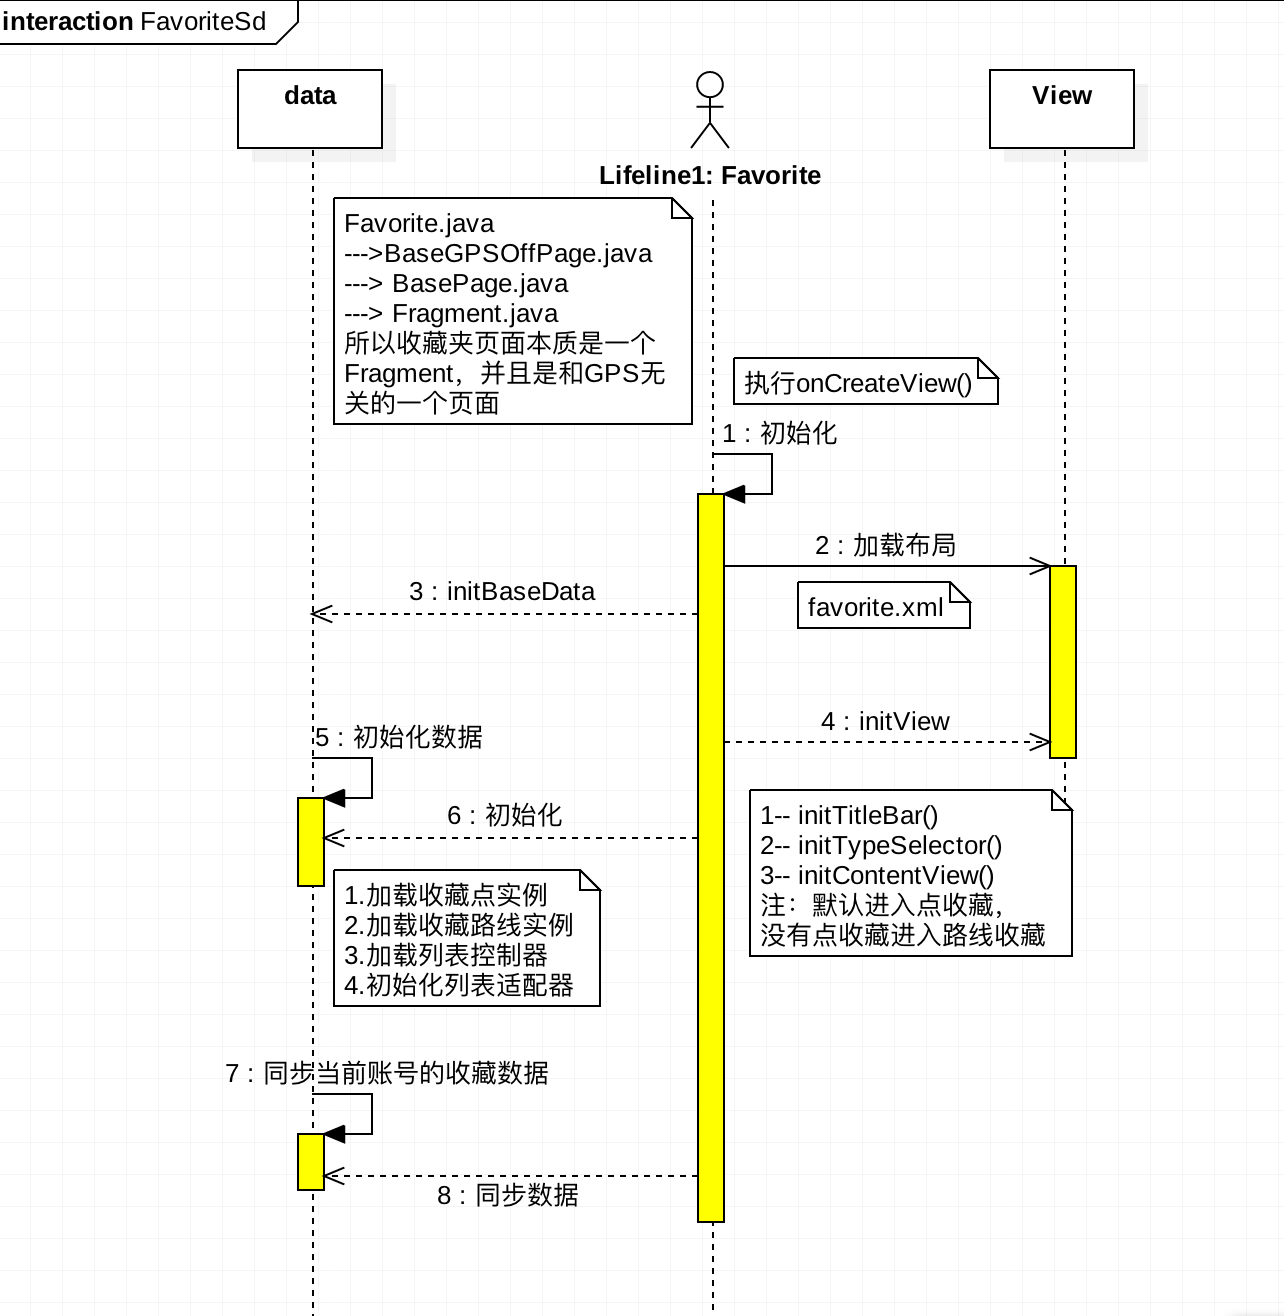 interaction FavoriteSd
data
Lifeline1: Favorite
View
Favorite.java
--->BaseGPSOffPage.java
---> BasePage.java
---> Fragment.java
所以收藏夹页面本质是一个
Fragment，并且是和GPS无
关的一个页面
执行onCreateView()
1 : 初始化
2 : 加载布局
3 : initBaseData
favorite.xml
4 : initView
5 : 初始化数据
6 : 初始化
1-- initTitleBar()
2-- initTypeSelector()
3-- initContentView()
注：默认进入点收藏，
没有点收藏进入路线收藏
1.加载收藏点实例
2.加载收藏路线实例
3.加载列表控制器
4.初始化列表适配器
7 : 同步当前账号的收藏数据
8 : 同步数据